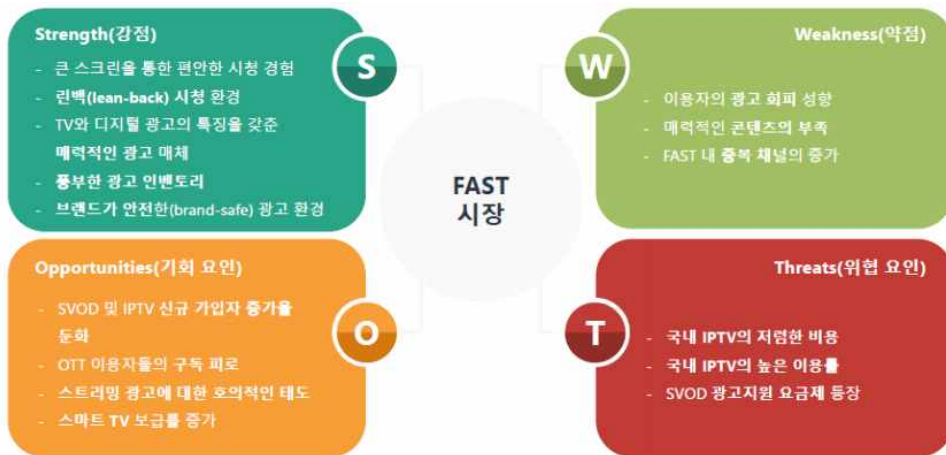 Strength(강점)
- 큰 스크린을 통한 편안한 시청 경험
- 린백(lean-back) 시청 환경
- TV와 디지털 광고의 특징을 갖춘
매력적인 광고 매체
- 풍부한 광고 인벤토리
- 브랜드가 안전한(brand-safe) 광고 환경
S
W
Weakness(약점)
- 이용자의 광고 회피 성향
- 매력적인 콘텐츠의 부족
- FAST 내 중복 채널의 증가
FAST
시장
Opportunities(기회 요인)
- SVOD 및 IPTV 신규 가입자 증가율
둔화
- OTT 이용자들의 구독 피로
- 스트리밍 광고에 대한 호의적인 태도
- 스마트 TV 보급률 증가
O
T
Threats(위협 요인)
- 국내 IPTV의 저렴한 비용
- 국내 IPTV의 높은 이용률
- SVOD 광고지원 요금제 등장